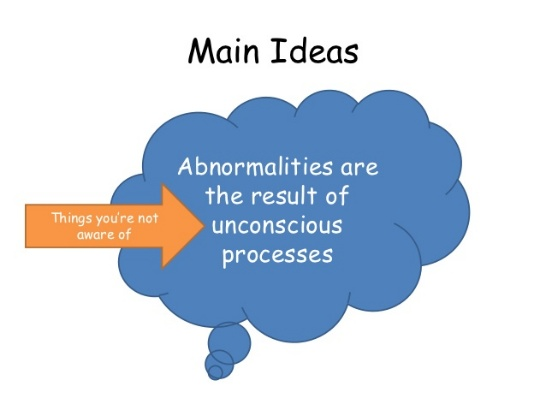 Main Ideas
Abnormalities are
the result of
unconscious
processes
Things you're not
aware of